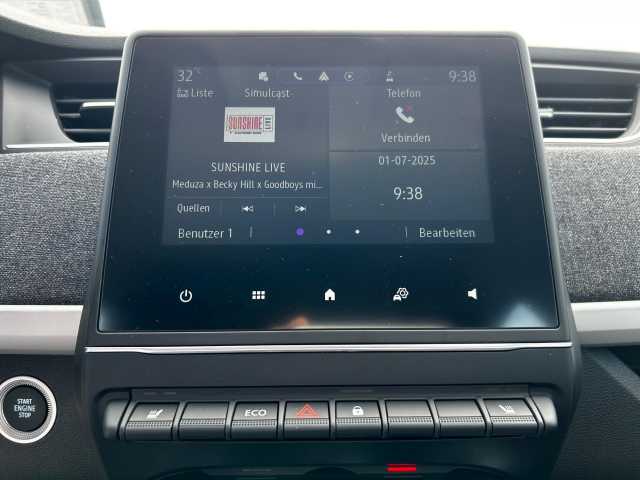 32°C
9:38
Liste
Simulcast
Telefon
SUNSHINE
LIVE
Verbinden
SUNSHINE LIVE
01-07-2025
Meduza x Becky Hill x Goodboys mi...
9:38
Quellen
Benutzer 1
Bearbeiten
START
ENGINE
STOP
ECO